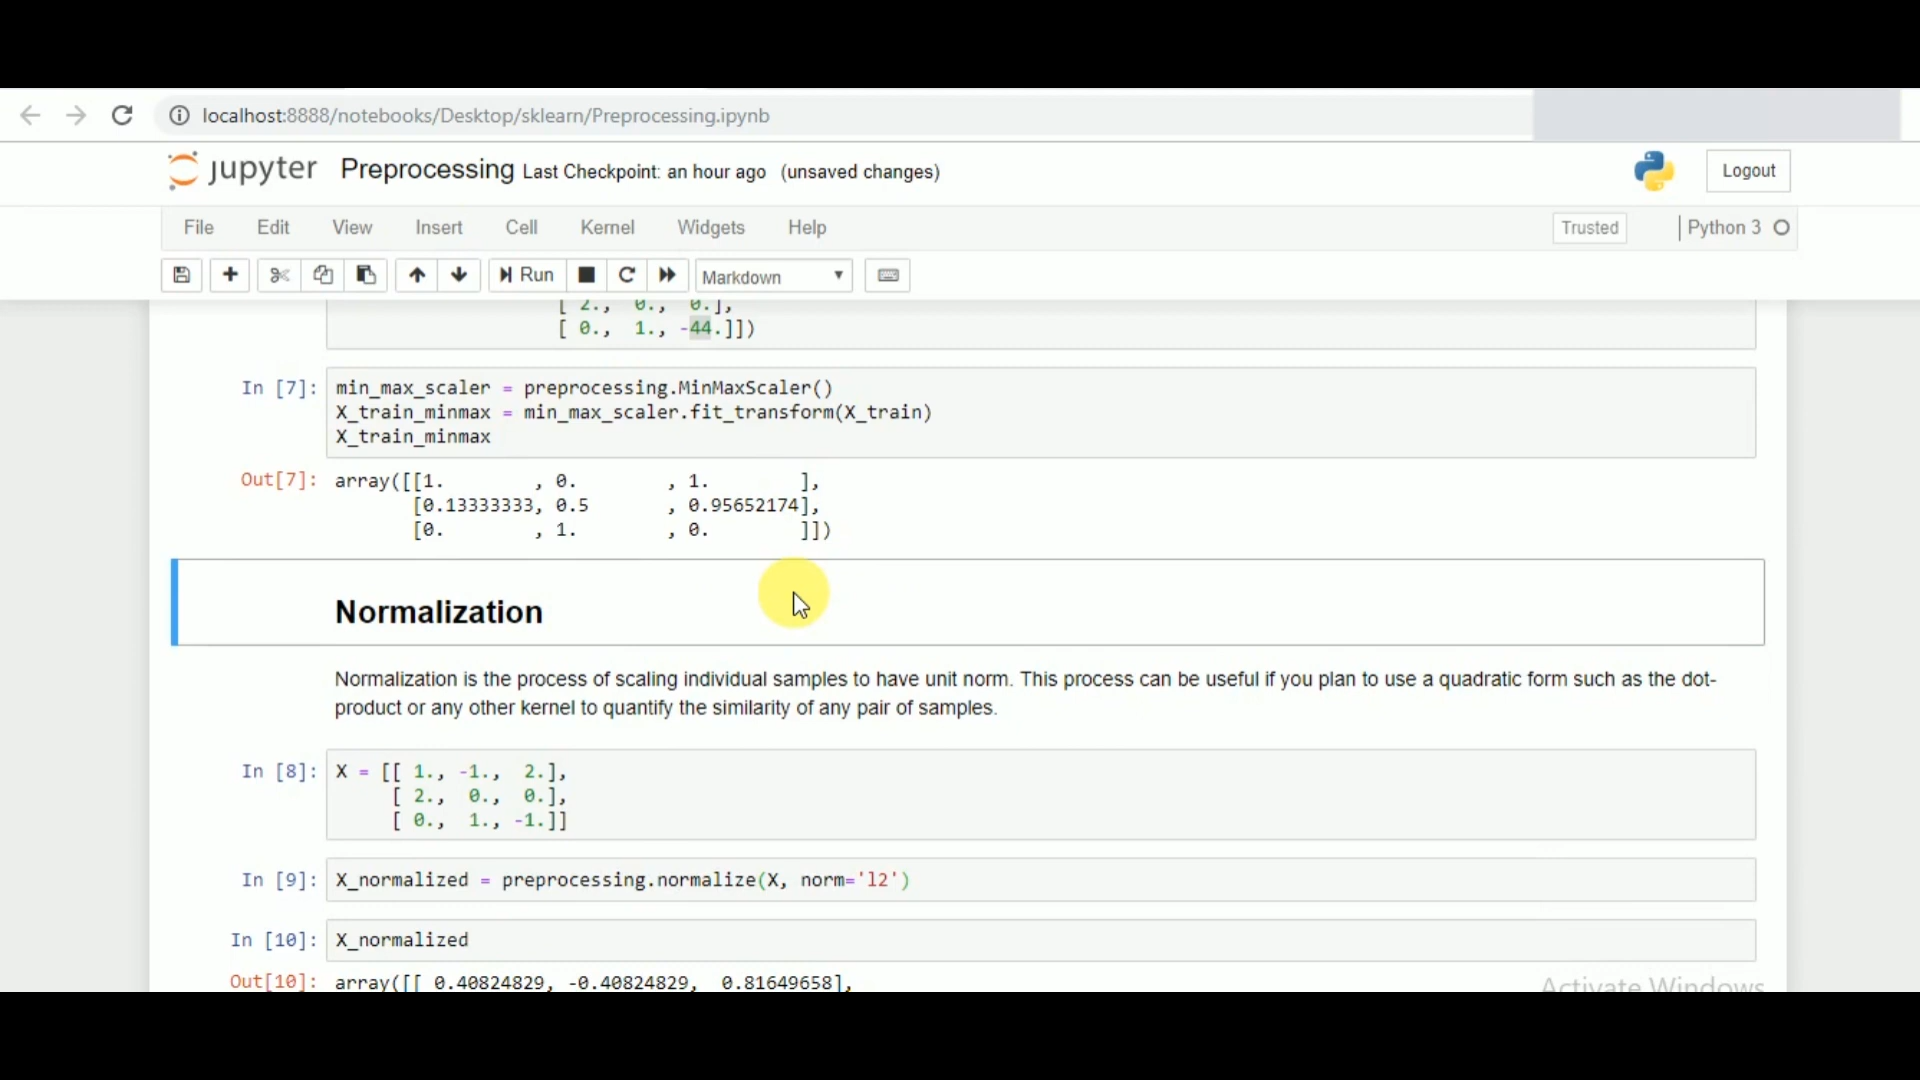 localhost:8888/notebooks/Desktop/sklearn/Preprocessing.ipynb
jupyter Preprocessing Last Checkpoint: an hour ago (unsaved changes) Logout
File Edit View Insert Cell Kernel Widgets Help Trusted Python 3
Run Markdown
[ 2., 0., 0.],
[ 0., 1., -44.]])
In [7]: min_max_scaler = preprocessing.MinMaxScaler()
X_train_minmax = min_max_scaler.fit_transform(X_train)
X_train_minmax
Out[7]: array([[1. , 0. , 1. ],
[0.13333333, 0.5 , 0.95652174],
[0. , 1. , 0. ]])
Normalization
Normalization is the process of scaling individual samples to have unit norm. This process can be useful if you plan to use a quadratic form such as the dot-
product or any other kernel to quantify the similarity of any pair of samples.
In [8]: X = [[ 1., -1., 2.],
[ 2., 0., 0.],
[ 0., 1., -1.]]
In [9]: X_normalized = preprocessing.normalize(X, norm='l2')
In [10]: X_normalized
Out[10]: array([[ 0.40824829, -0.40824829, 0.81649658],
Activate Windows